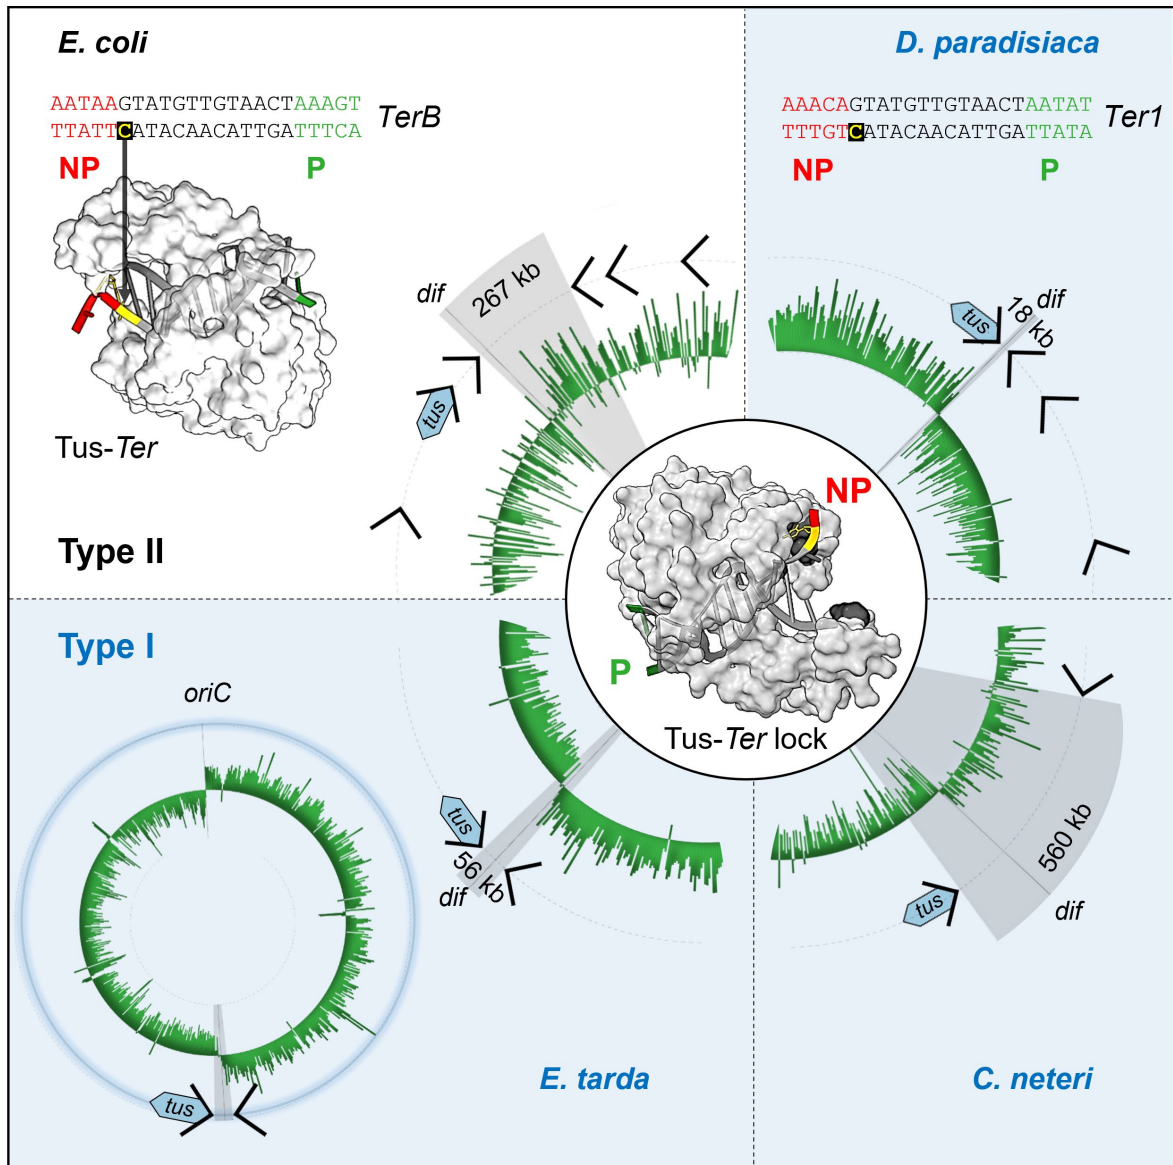 E. coli
AATAAGTATGTTGTAACTAAAGT
TTATTCATACAACATTGATTTCA
TerB
NP
P
Tus-Ter
Type II
dif
267 kb
tus
D. paradisiaca
AAACAGTATGTTGTAACTAATAT
TTTGTCATACAACATTGATTATA
Ter1
NP
P
tus
18 kb
dif
NP
P
Tus-Ter lock
Type I
oriC
tus
tus
56 kb
dif
E. tarda
560 kb
dif
tus
C. neteri